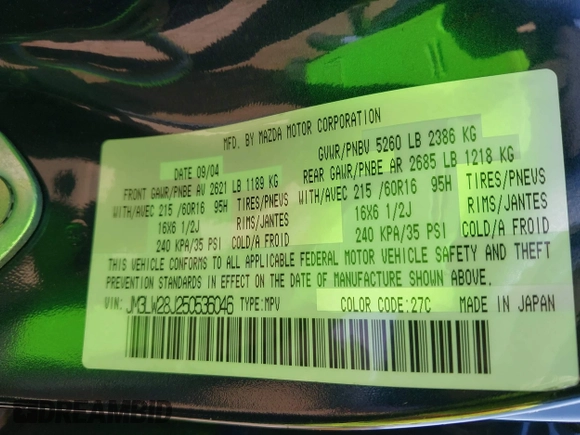 MFD. BY MAZDA MOTOR CORPORATION
DATE 09/04 GVWR/PNBV 5260 LB 2386 KG
FRONT GAWR/PNBE AV 2621 LB 1189 KG REAR GAWR/PNBE AR 2685 LB 1218 KG
WITH/AVEC 215 /60R16 95H TIRES/PNEUS WITH/AVEC 215 /60R16 95H TIRES/PNEUS
16X6 1/2J RIMS/JANTES 16X6 1/2J RIMS/JANTES
240 KPA/35 PSI COLD/A FROID 240 KPA/35 PSI COLD/A FROID
THIS VEHICLE CONFORMS TO ALL APPLICABLE FEDERAL MOTOR VEHICLE SAFETY AND THEFT
PREVENTION STANDARDS IN EFFECT ON THE DATE OF MANUFACTURE SHOWN ABOVE.
VIN: JM3LW28J250536046 TYPE:MPV COLOR CODE:27C MADE IN JAPAN
DREAMBID